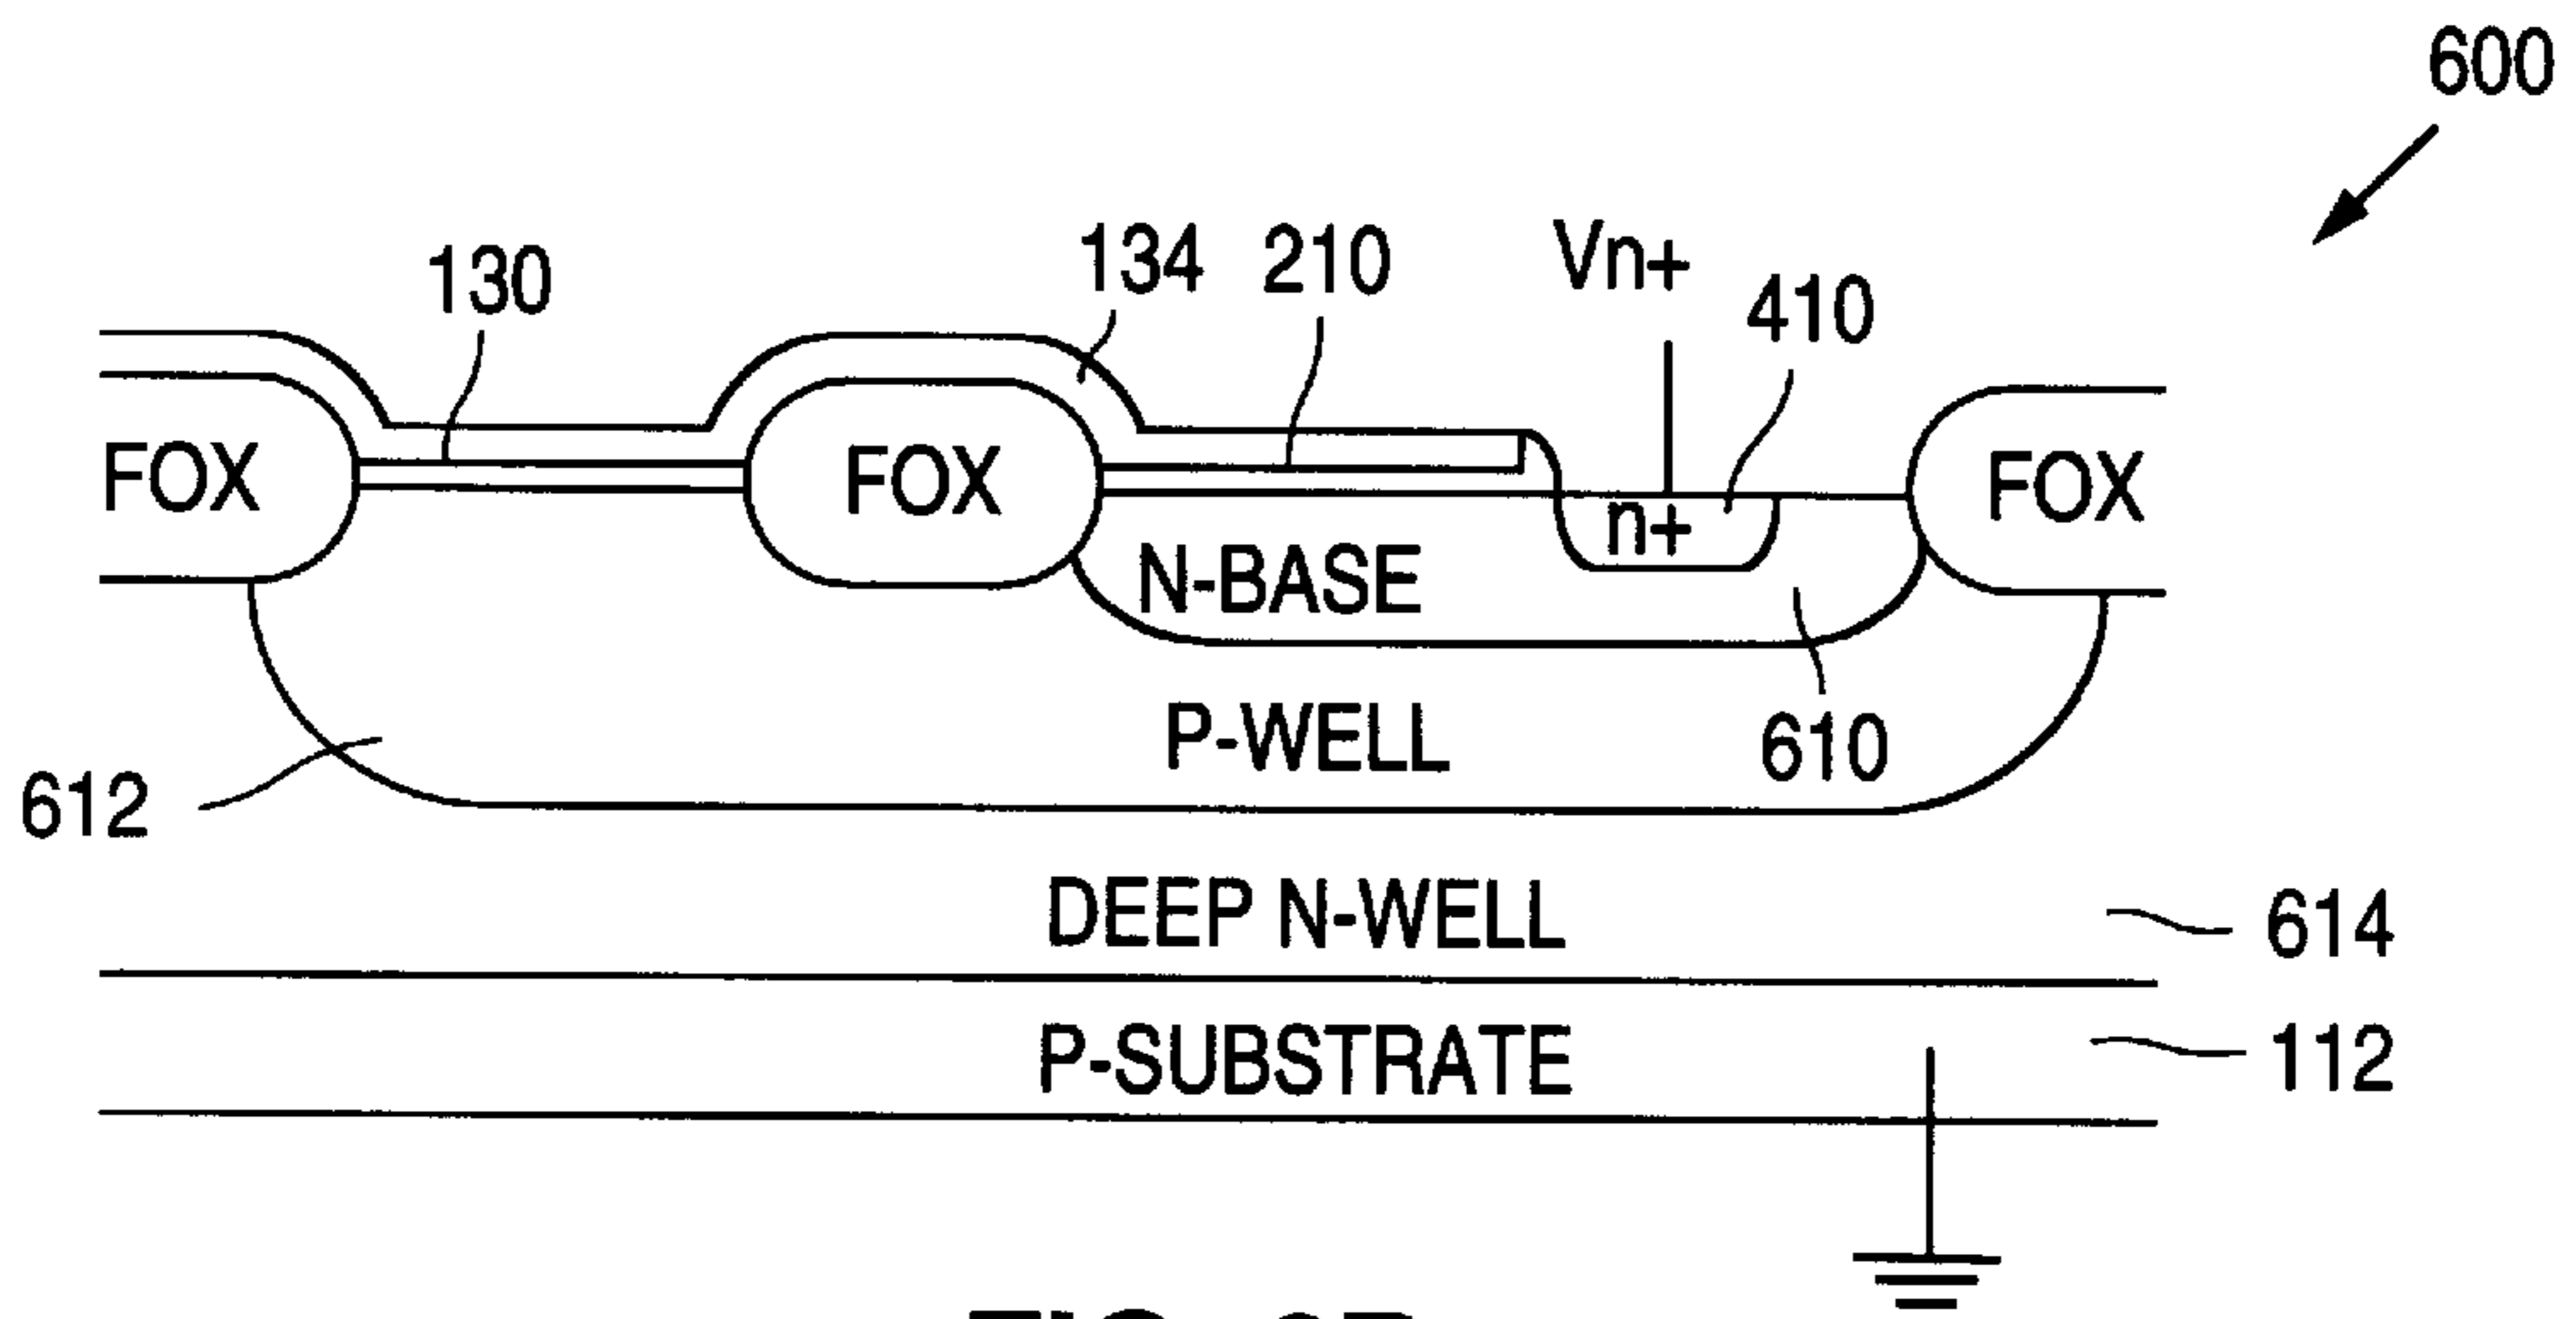 600
130
134
210
Vn+
410
FOX
FOX
n+
FOX
N-BASE
P-WELL
610
612
DEEP N-WELL
614
P-SUBSTRATE
112